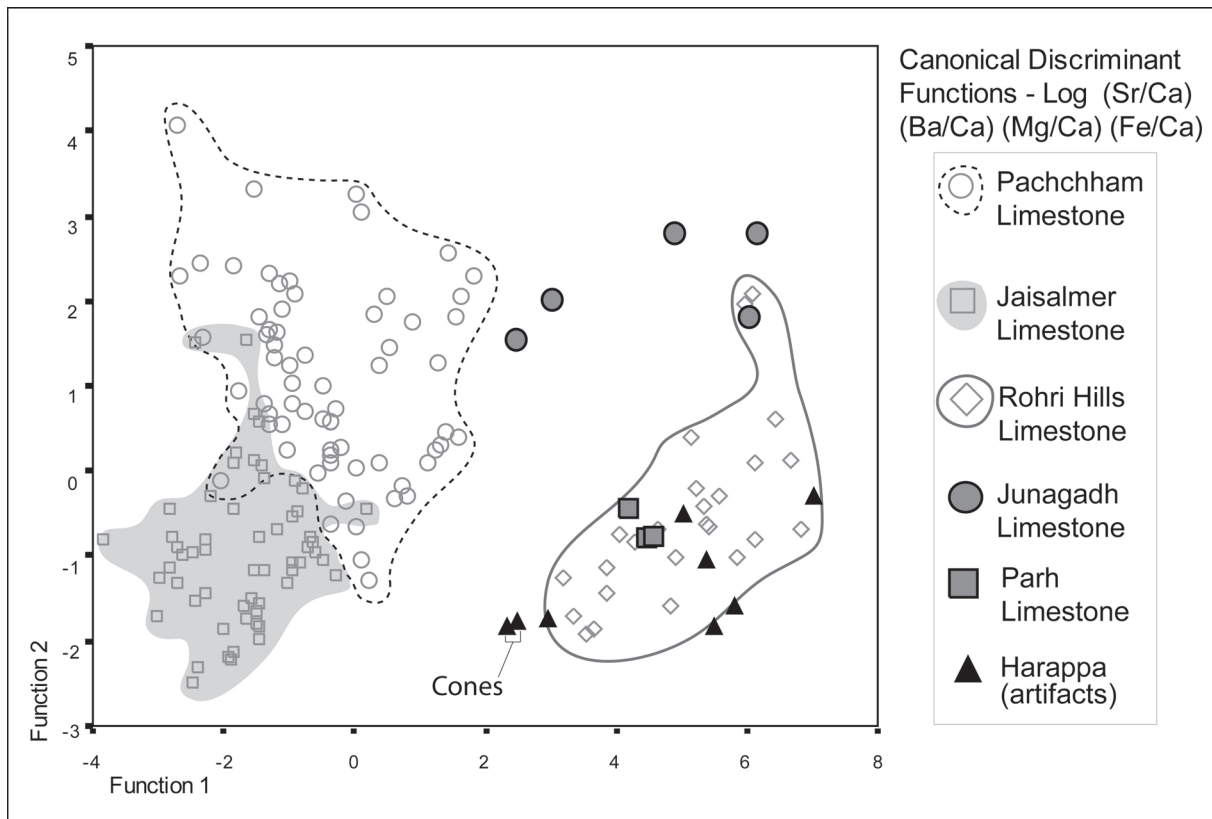 5
4
3
2
1
0
-1
-2
-3
Function 2
-4
-2
0
2
4
6
8
Function 1
Cones
Canonical Discriminant
Functions - Log (Sr/Ca)
(Ba/Ca) (Mg/Ca) (Fe/Ca)
Pachchham
Limestone
Jaisalmer
Limestone
Rohri Hills
Limestone
Junagadh
Limestone
Parh
Limestone
Harappa
(artifacts)